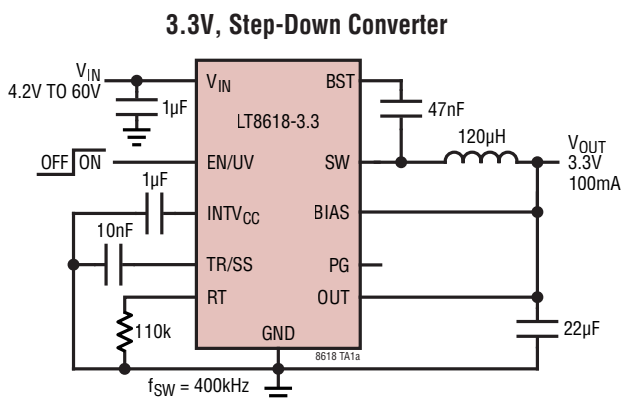 3.3V, Step-Down Converter
VIN
4.2V TO 60V
1µF
VIN
BST
LT8618-3.3
47nF
120µH
OFF ON
EN/UV
SW
VOUT
3.3V
100mA
1µF
INTVCC
BIAS
10nF
TR/SS
PG
RT
OUT
110k
GND
22µF
8618 TA1a
fSW = 400kHz